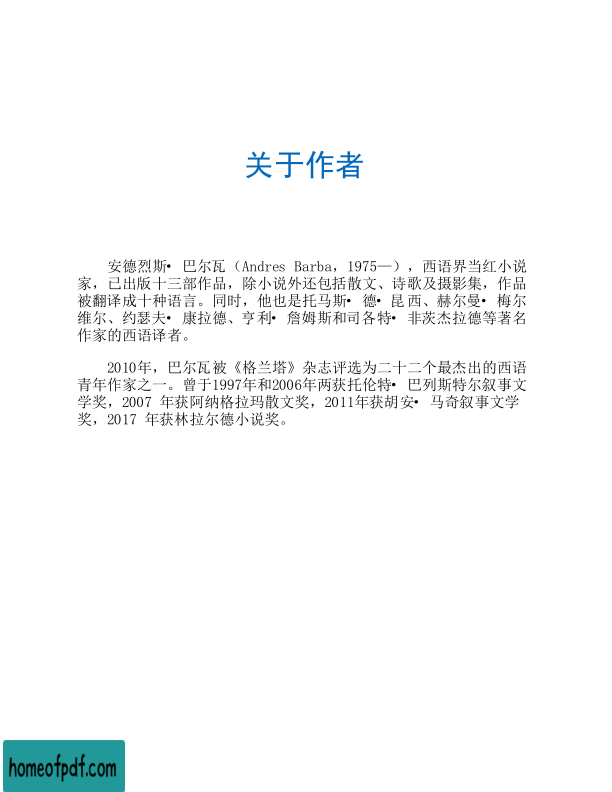 关于作者
安德烈斯• 巴尔瓦（Andres Barba，1975—），西语界当红小说
家，已出版十三部作品，除小说外还包括散文、诗歌及摄影集，作品
被翻译成十种语言。同时，他也是托马斯• 德• 昆西、赫尔曼• 梅尔
维尔、约瑟夫• 康拉德、亨利• 詹姆斯和司各特• 菲茨杰拉德等著名
作家的西语译者。
2010年，巴尔瓦被《格兰塔》杂志评选为二十二个最杰出的西语
青年作家之一。曾于1997年和2006年两获托伦特• 巴列斯特尔叙事文
学奖，2007 年获阿纳格拉玛散文奖，2011年获胡安• 马奇叙事文学
奖，2017 年获林拉尔德小说奖。
homeofpdf.com